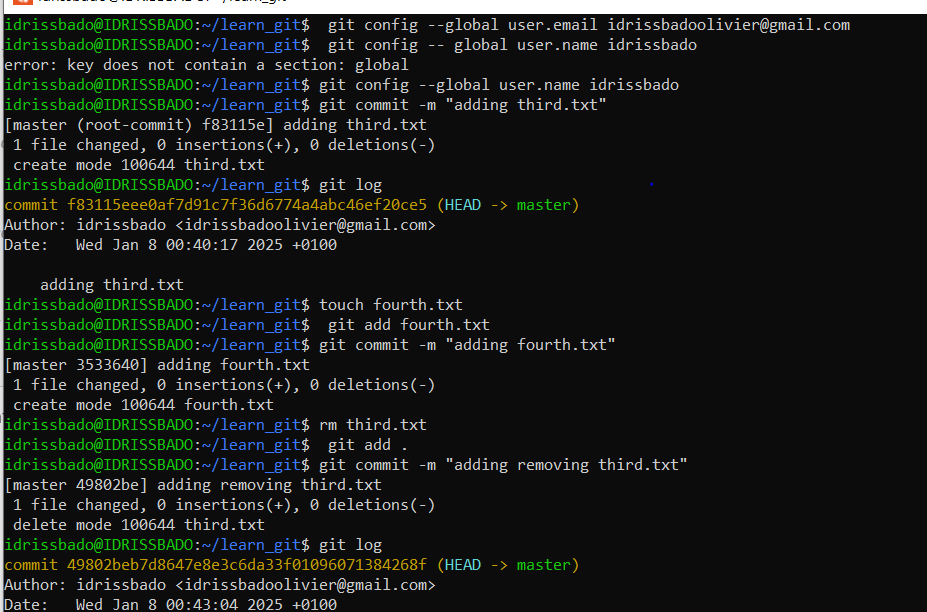 idrissbado@IDRISSBADO:~/learn_git$  git config --global user.email idrissbadoolivier@gmail.com
idrissbado@IDRISSBADO:~/learn_git$  git config -- global user.name idrissbado
error: key does not contain a section: global
idrissbado@IDRISSBADO:~/learn_git$ git config --global user.name idrissbado
idrissbado@IDRISSBADO:~/learn_git$ git commit -m "adding third.txt"
[master (root-commit) f83115e] adding third.txt
 1 file changed, 0 insertions(+), 0 deletions(-)
 create mode 100644 third.txt
idrissbado@IDRISSBADO:~/learn_git$ git log
commit f83115eee0af7d91c7f36d6774a4abc46ef20ce5 (HEAD -> master)
Author: idrissbado <idrissbadoolivier@gmail.com>
Date:   Wed Jan 8 00:40:17 2025 +0100
    adding third.txt
idrissbado@IDRISSBADO:~/learn_git$ touch fourth.txt
idrissbado@IDRISSBADO:~/learn_git$  git add fourth.txt
idrissbado@IDRISSBADO:~/learn_git$ git commit -m "adding fourth.txt"
[master 3533640] adding fourth.txt
 1 file changed, 0 insertions(+), 0 deletions(-)
 create mode 100644 fourth.txt
idrissbado@IDRISSBADO:~/learn_git$ rm third.txt
idrissbado@IDRISSBADO:~/learn_git$  git add .
idrissbado@IDRISSBADO:~/learn_git$ git commit -m "adding removing third.txt"
[master 49802be] adding removing third.txt
 1 file changed, 0 insertions(+), 0 deletions(-)
 delete mode 100644 third.txt
idrissbado@IDRISSBADO:~/learn_git$ git log
commit 49802beb7d8647e8e3c6da33f01096071384268f (HEAD -> master)
Author: idrissbado <idrissbadoolivier@gmail.com>
Date:   Wed Jan 8 00:43:04 2025 +0100